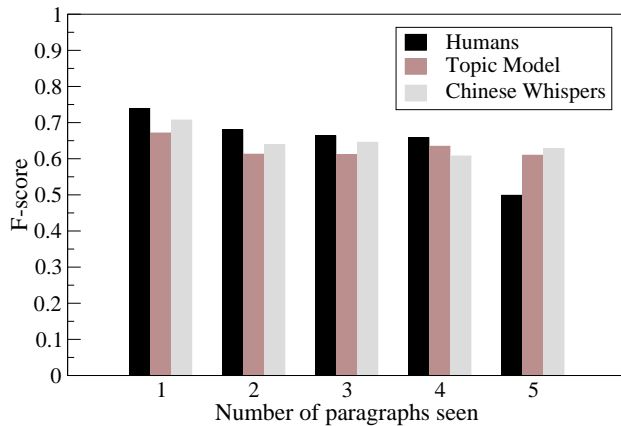 1
0.9
0.8
0.7
0.6
0.5
0.4
0.3
0.2
0.1
0
F-score
Humans
Topic Model
Chinese Whispers
1 2 3 4 5
Number of paragraphs seen